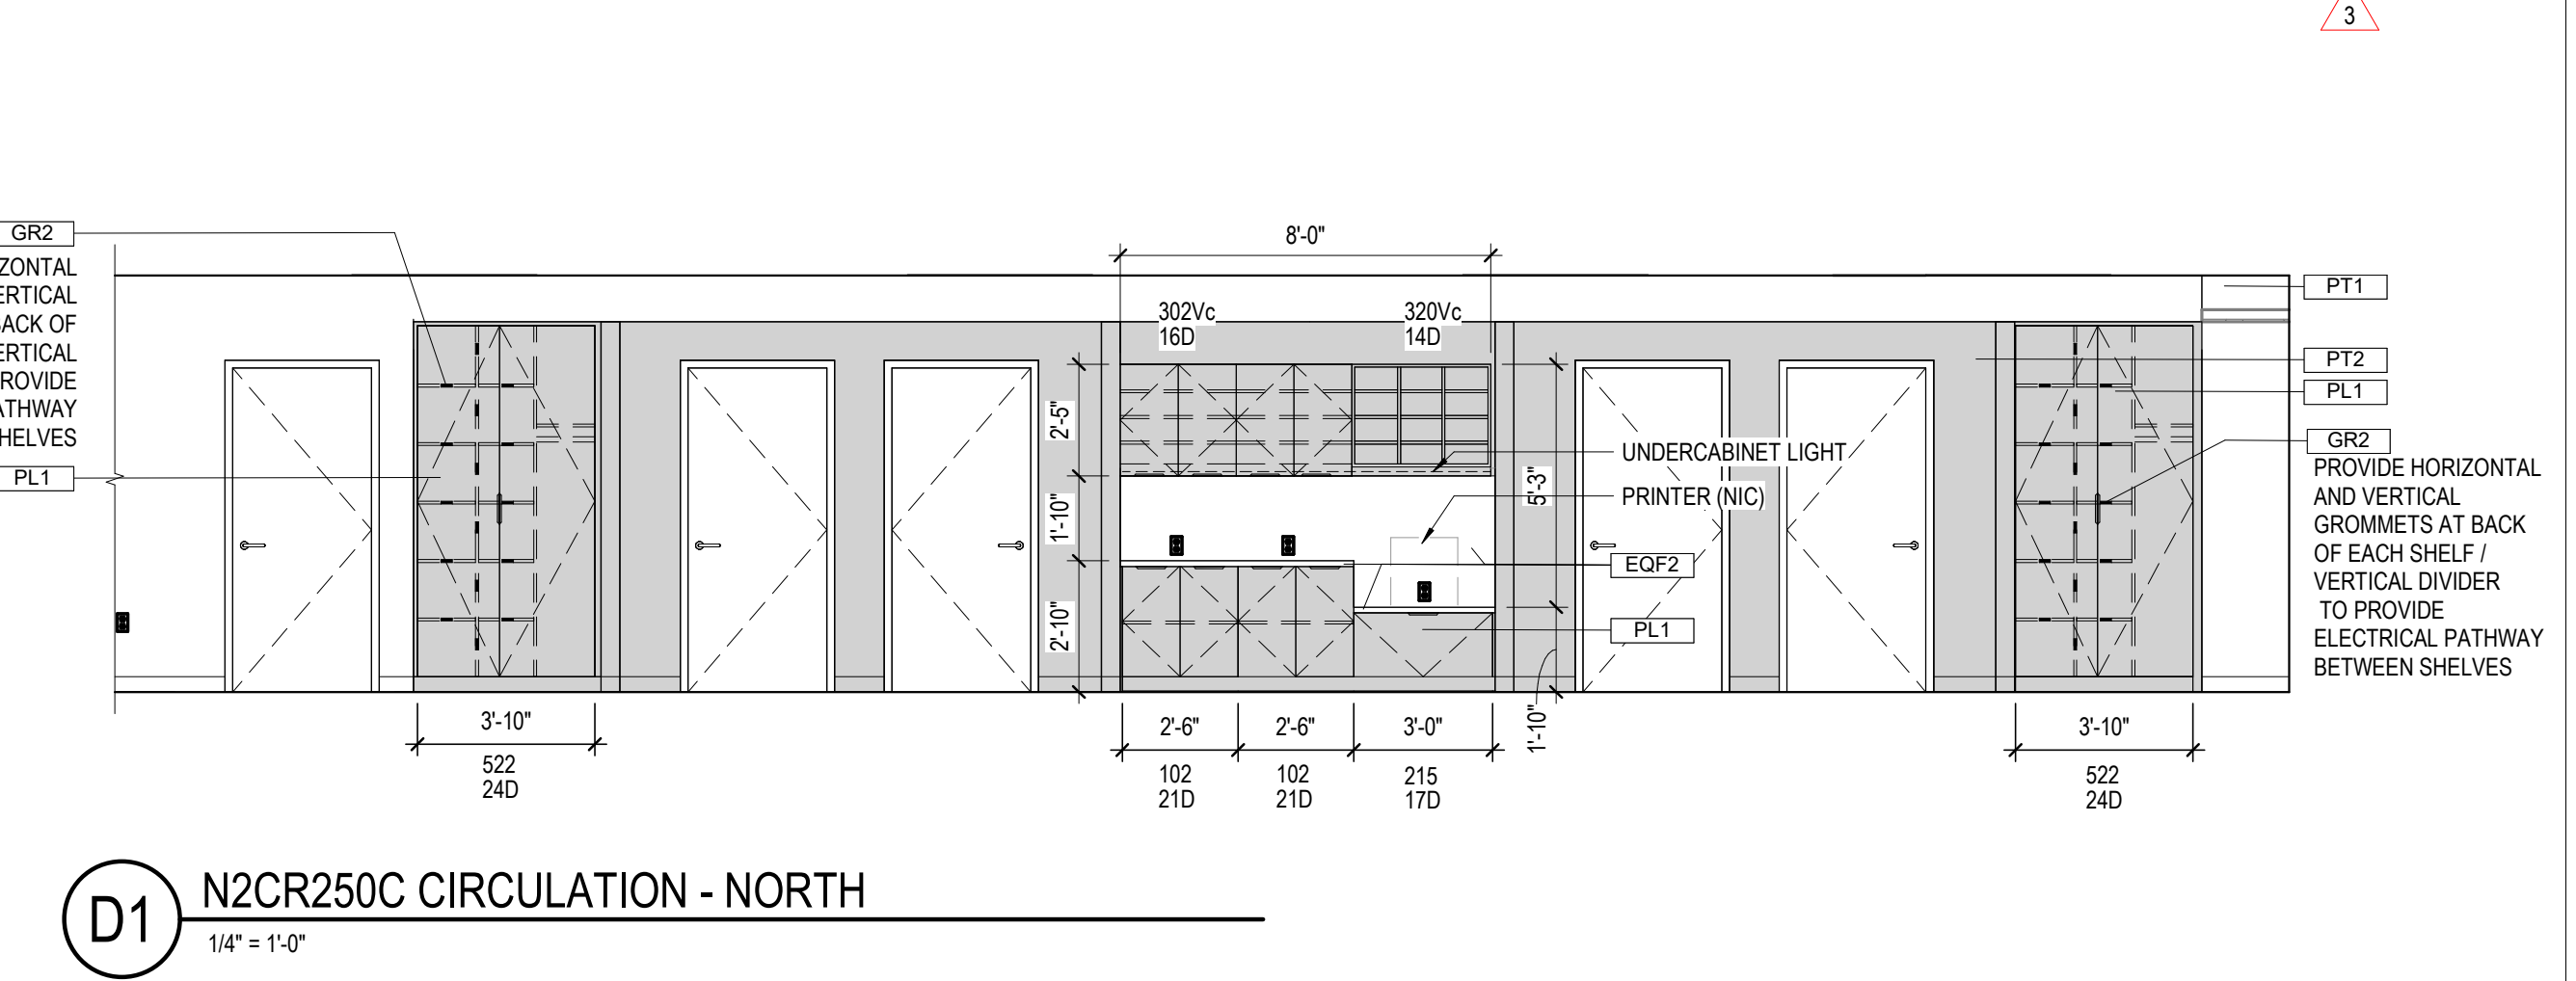 3
GR2
ZONTAL
ERTICAL
BACK OF
ERTICAL
PROVIDE
ATHWAY
SHELVES
PL1
8'-0"
302Vc
16D
320Vc
14D
2'-5"
1'-10"
2'-10"
5'-3"
1'-10"
UNDERCABINET LIGHT
PRINTER (NIC)
EQF2
PL1
PT1
PT2
PL1
GR2
PROVIDE HORIZONTAL
AND VERTICAL
GROMMETS AT BACK
OF EACH SHELF /
VERTICAL DIVIDER
TO PROVIDE
ELECTRICAL PATHWAY
BETWEEN SHELVES
3'-10"
522
24D
2'-6"
102
21D
2'-6"
102
21D
3'-0"
215
17D
3'-10"
522
24D
D1
N2CR250C CIRCULATION - NORTH
1/4" = 1'-0"